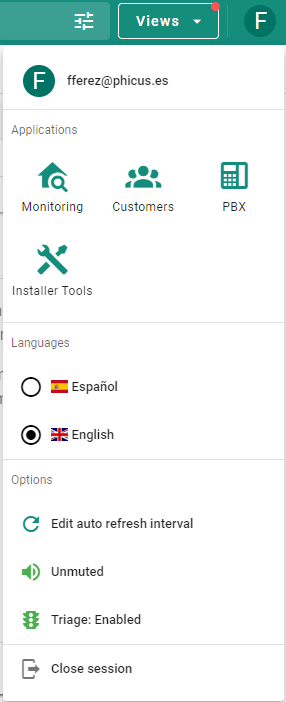 Views
F
F
fferez@phicus.es
Applications
Monitoring
Customers
PBX
Installer Tools
Languages
Español
English
Options
Edit auto refresh interval
Unmuted
Triage: Enabled
Close session